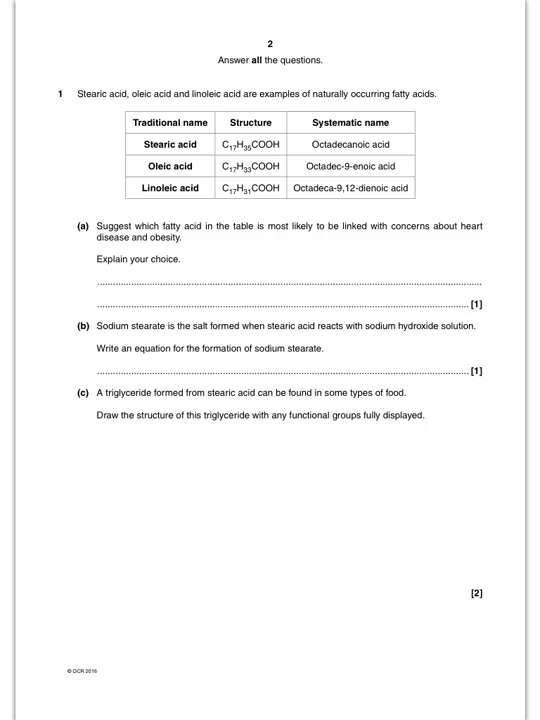 2
Answer all the questions.
1 Stearic acid, oleic acid and linoleic acid are examples of naturally occurring fatty acids.
Traditional name Structure Systematic name
Stearic acid C₁₇H₃₅COOH Octadecanoic acid
Oleic acid C₁₇H₃₃COOH Octadec-9-enoic acid
Linoleic acid C₁₇H₃₁COOH Octadeca-9,12-dienoic acid
(a) Suggest which fatty acid in the table is most likely to be linked with concerns about heart
disease and obesity.
Explain your choice.
[1]
(b) Sodium stearate is the salt formed when stearic acid reacts with sodium hydroxide solution.
Write an equation for the formation of sodium stearate.
[1]
(c) A triglyceride formed from stearic acid can be found in some types of food.
Draw the structure of this triglyceride with any functional groups fully displayed.
[2]
© OCR 2016